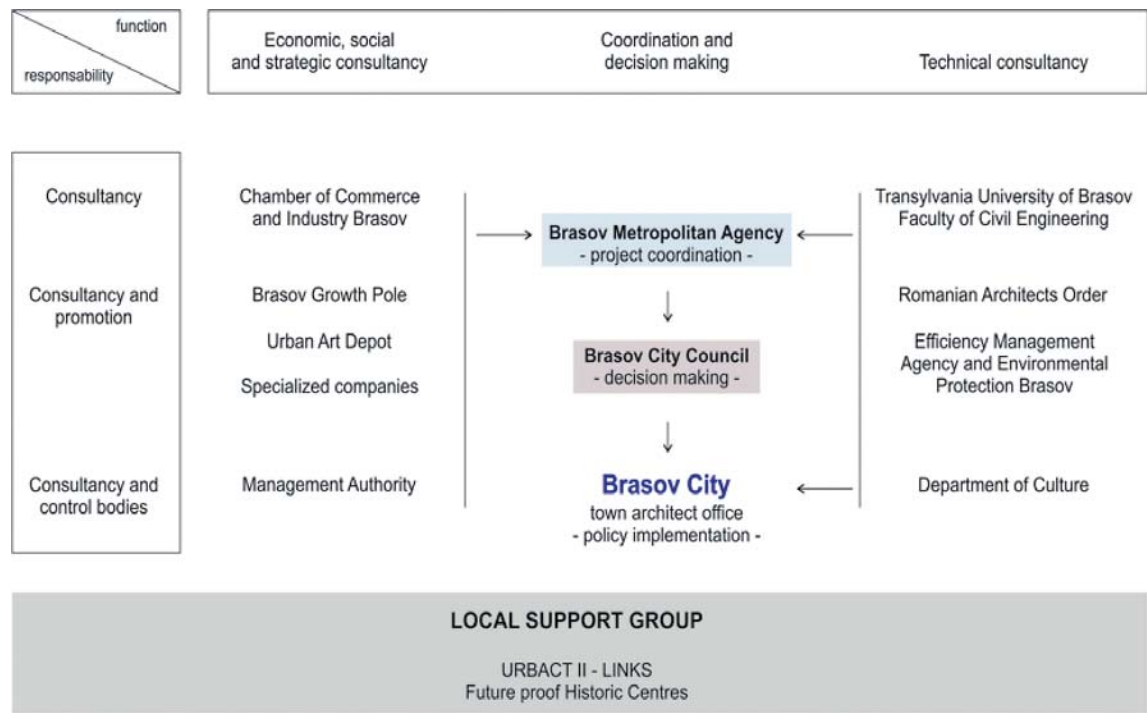 function
responsability
Economic, social
and strategic consultancy
Coordination and
decision making
Technical consultancy
Consultancy
Chamber of Commerce
and Industry Brasov
Brasov Metropolitan Agency
- project coordination -
Transylvania University of Brasov
Faculty of Civil Engineering
Consultancy and
promotion
Brasov Growth Pole
Urban Art Depot
Specialized companies
Brasov City Council
- decision making -
Romanian Architects Order
Efficiency Management
Agency and Environmental
Protection Brasov
Consultancy and
control bodies
Management Authority
Brasov City
town architect office
- policy implementation -
Department of Culture
LOCAL SUPPORT GROUP
URBACT II - LINKS
Future proof Historic Centres